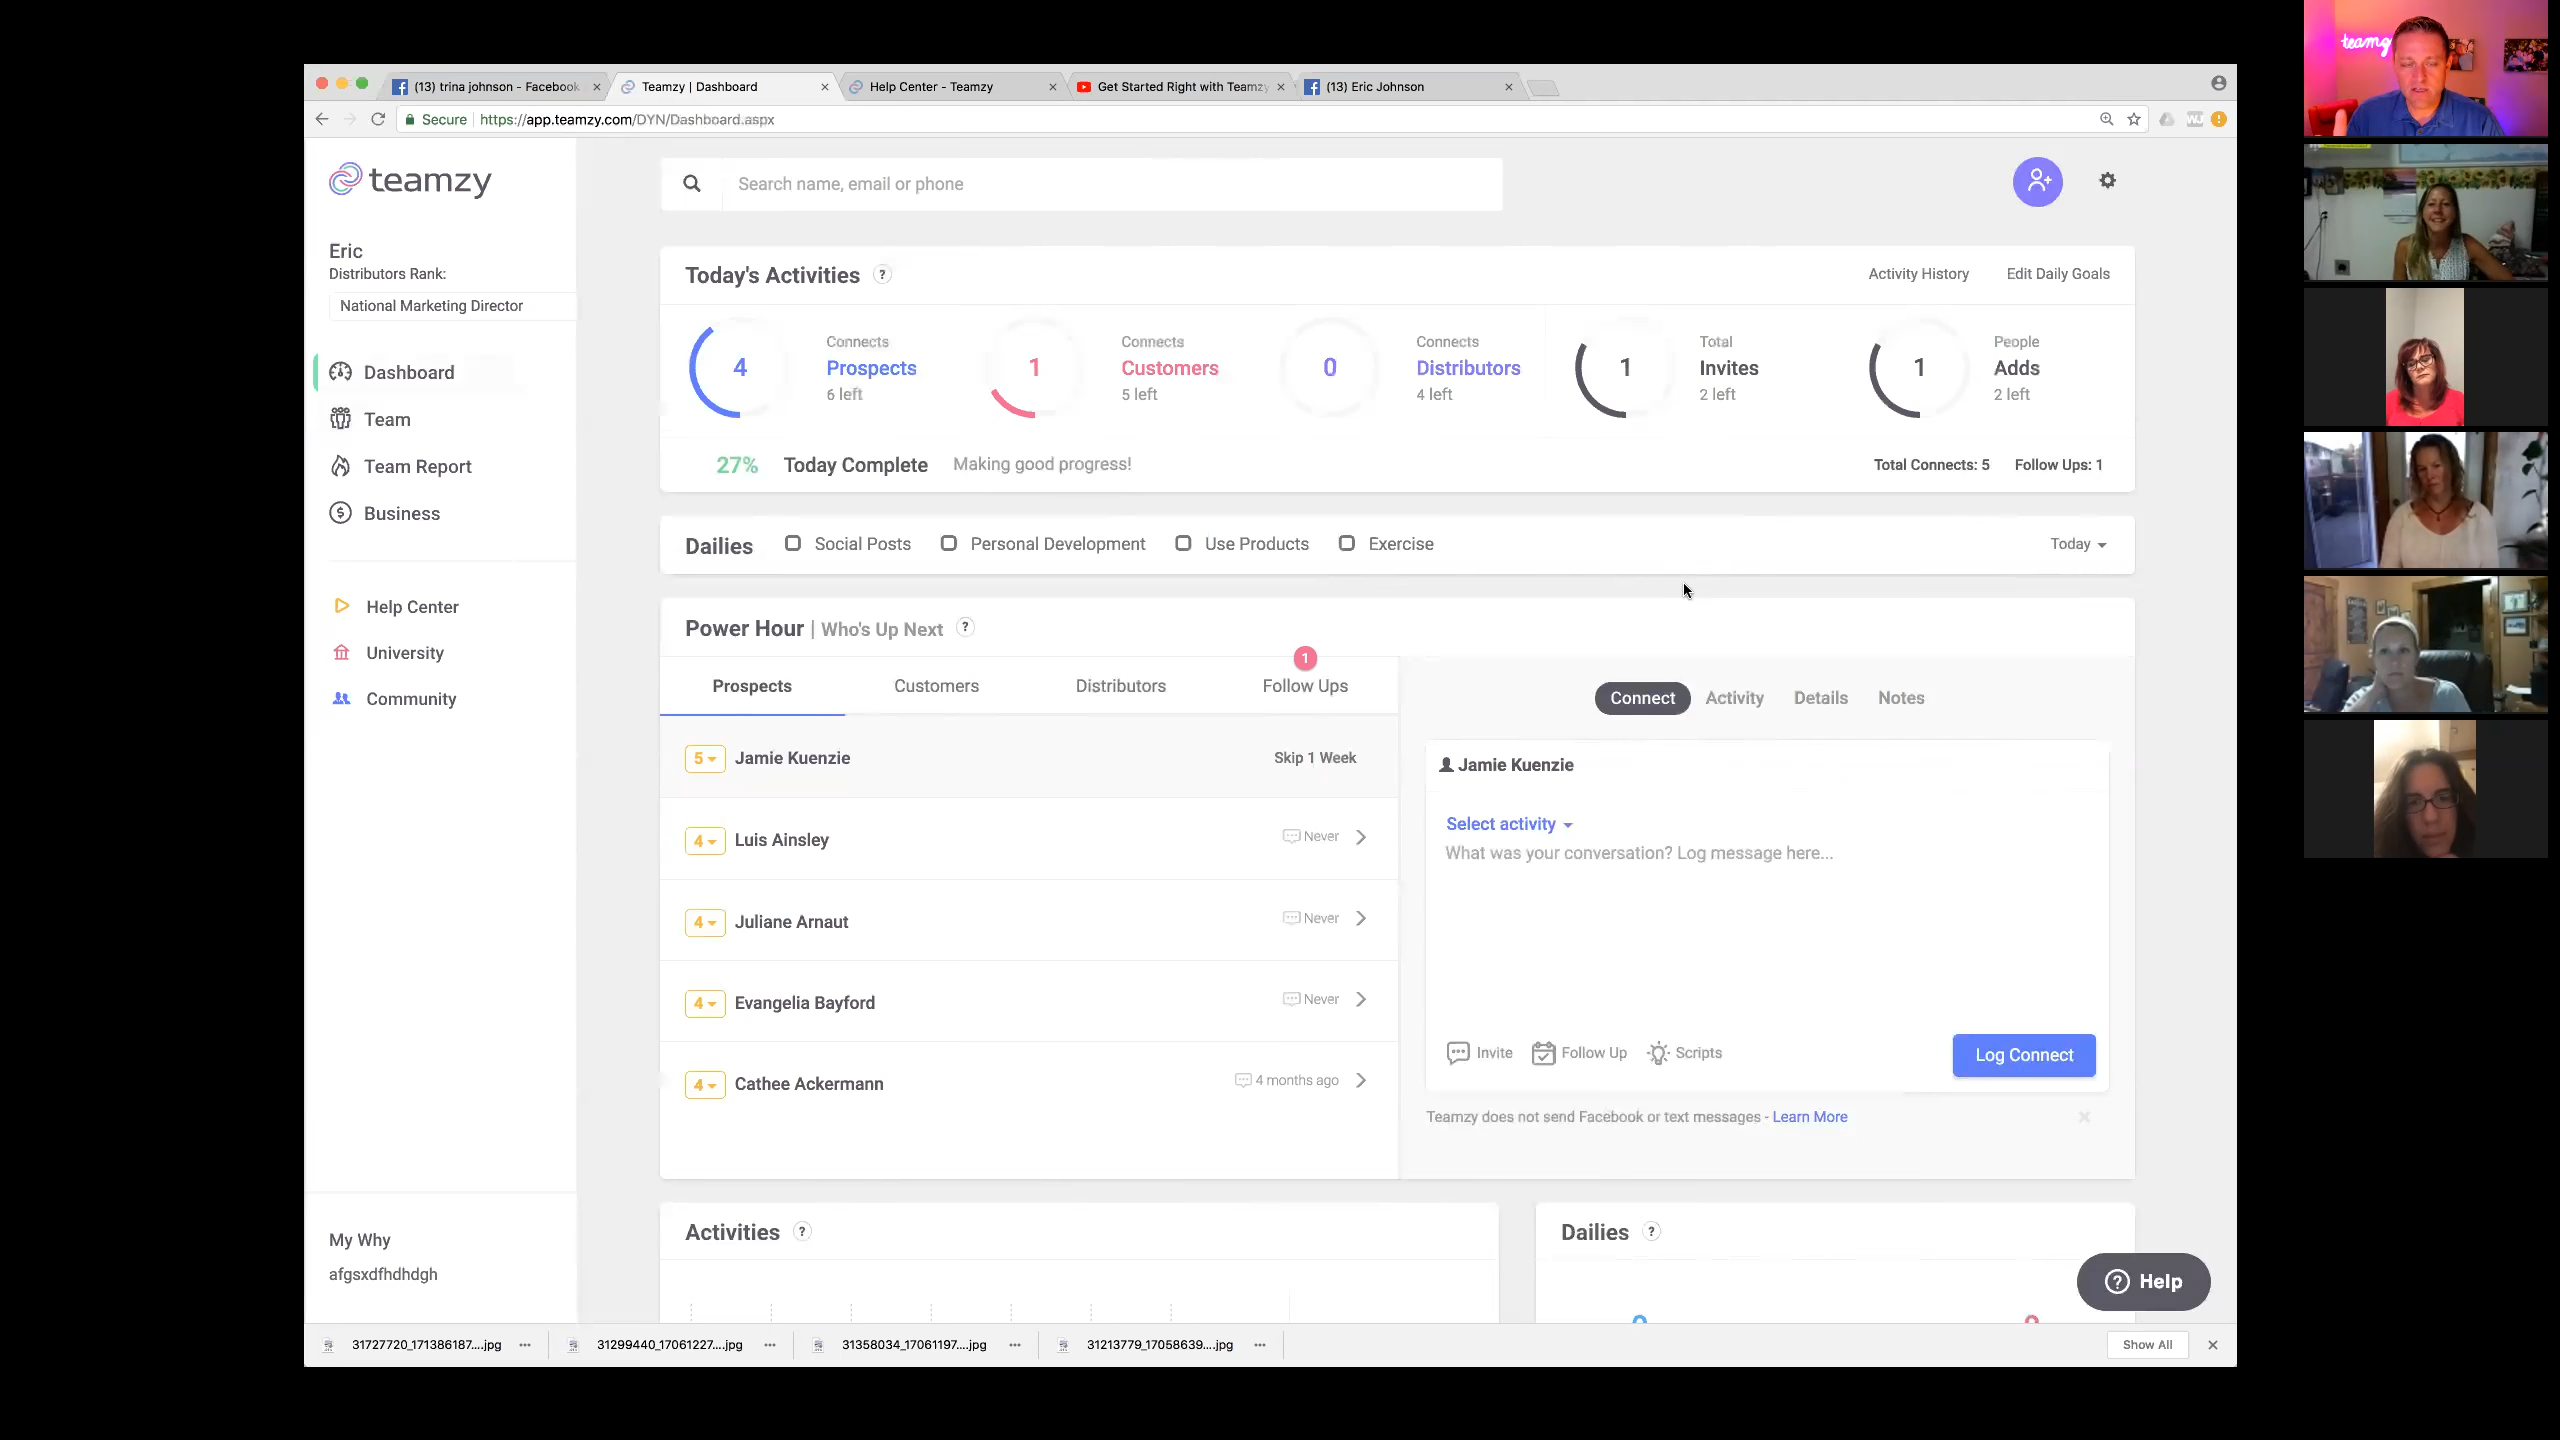 (13) trina johnson - Facebook
Teamzy | Dashboard
Help Center - Teamzy
Get Started Right with Teamzy
(13) Eric Johnson
Secure
https://app.teamzy.com/DYN/Dashboard.aspx
teamzy
Search name, email or phone
Eric
Distributors Rank:
National Marketing Director
Dashboard
Team
Team Report
Business
Help Center
University
Community
My Why
afgsxdfhdhdgh
Today's Activities ?
Activity History
Edit Daily Goals
4
Connects
Prospects
6 left
1
Connects
Customers
5 left
0
Connects
Distributors
4 left
1
Total
Invites
2 left
1
People
Adds
2 left
27% Today Complete Making good progress!
Total Connects: 5 Follow Ups: 1
Dailies Social Posts Personal Development Use Products Exercise
Today
Power Hour | Who's Up Next ?
Prospects
Customers
Distributors
1
Follow Ups
5 Jamie Kuenzie Skip 1 Week
4 Luis Ainsley Never
4 Juliane Arnaut Never
4 Evangelia Bayford Never
4 Cathee Ackermann 4 months ago
Connect Activity Details Notes
Jamie Kuenzie
Select activity
What was your conversation? Log message here...
Invite Follow Up Scripts
Log Connect
Teamzy does not send Facebook or text messages - Learn More
Activities ?
Dailies ?
? Help
31727720_171386187....jpg
31299440_17061227....jpg
31358034_17061197....jpg
31213779_17058639....jpg
Show All
teamz